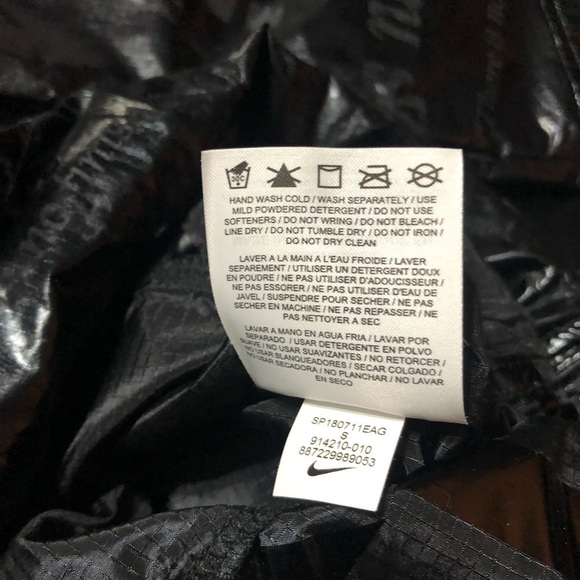 30C
HAND WASH COLD / WASH SEPARATELY / USE
MILD POWDERED DETERGENT / DO NOT USE
SOFTENERS / DO NOT WRING / DO NOT BLEACH /
LINE DRY / DO NOT TUMBLE DRY / DO NOT IRON /
DO NOT DRY CLEAN
LAVER A LA MAIN A L'EAU FROIDE / LAVER
SEPAREMENT / UTILISER UN DETERGENT DOUX
EN POUDRE / NE PAS UTILISER D'ADOUCISSEUR /
NE PAS ESSORER / NE PAS UTILISER D'EAU DE
JAVEL / SUSPENDRE POUR SECHER / NE PAS
SECHER EN MACHINE / NE PAS REPASSER / NE
PAS NETTOYER A SEC
LAVAR A MANO EN AGUA FRIA / LAVAR POR
SEPARADO / USAR DETERGENTE EN POLVO
SUAVE / NO USAR SUAVIZANTES / NO RETORCER /
NO USAR BLANQUEADORES / SECAR COLGADO /
NO USAR SECADORA / NO PLANCHAR / NO LAVAR
EN SECO
SP180711EAG
S
914210-010
887229989053